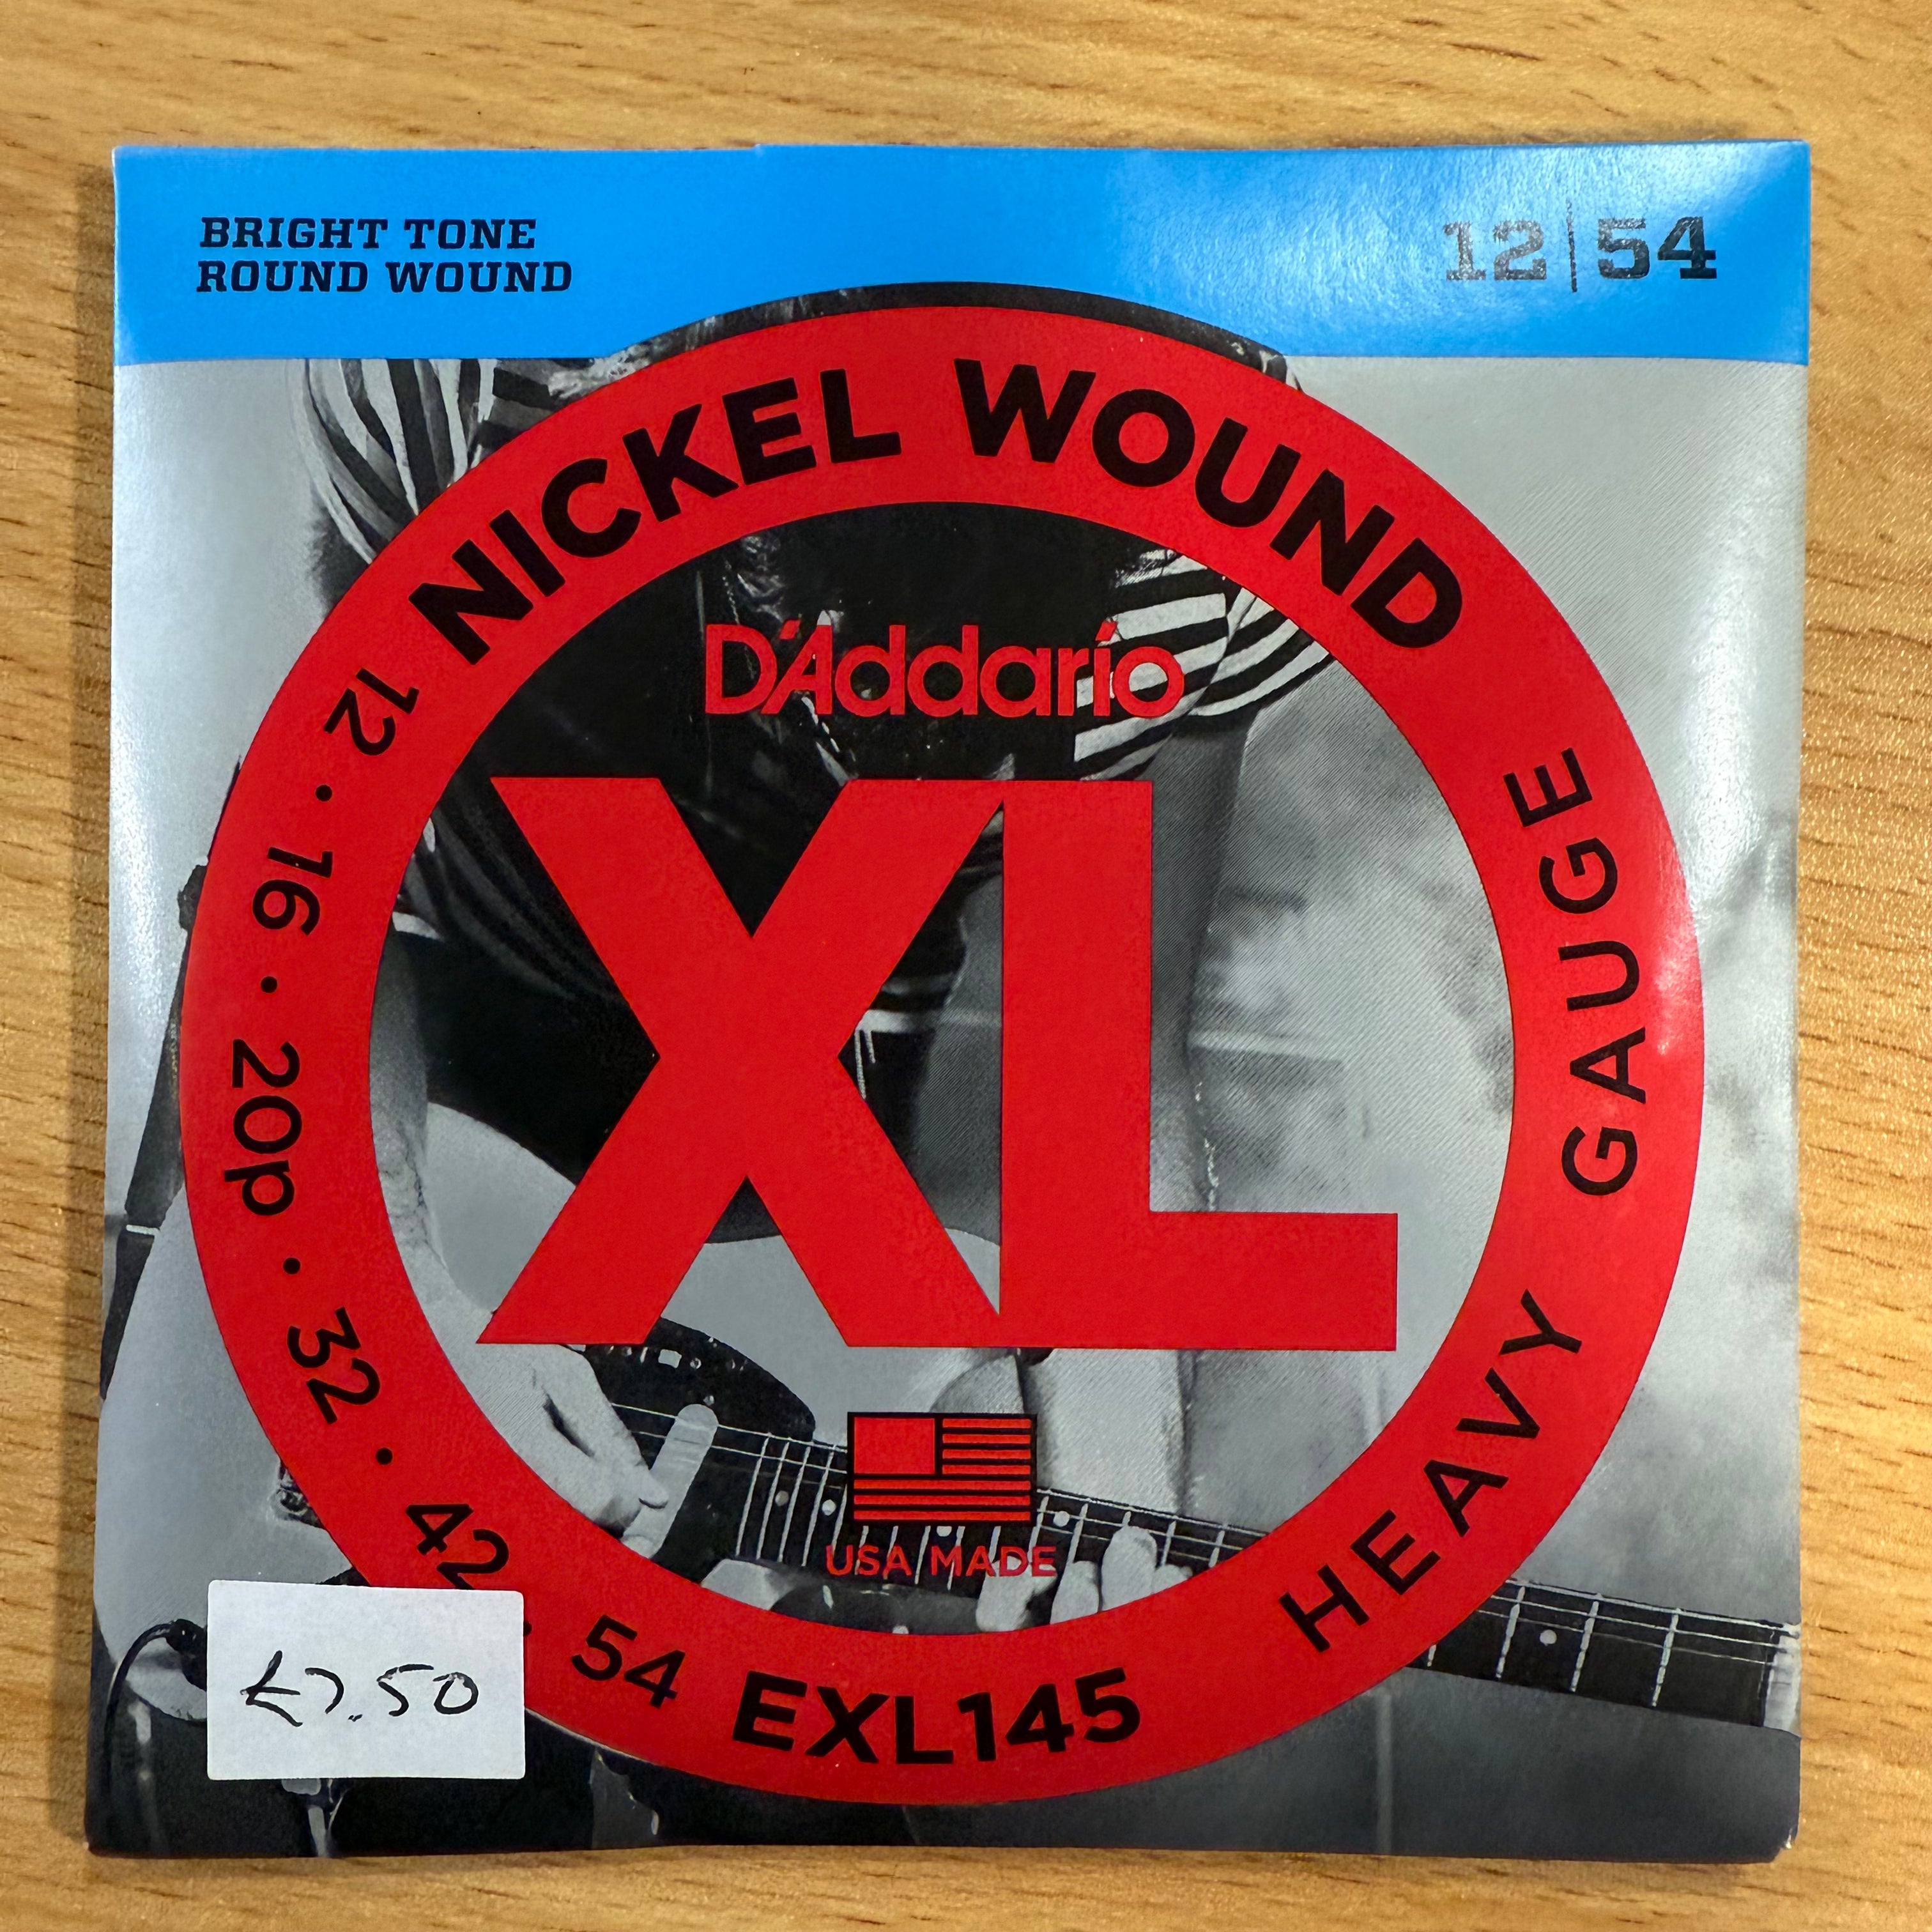 BRIGHT TONE
ROUND WOUND
12|54
NICKEL WOUND
D'Addario
XL
USA MADE
12 · 16 · 20p · 32 · 42 · 54
EXL145
HEAVY GAUGE
£7.50